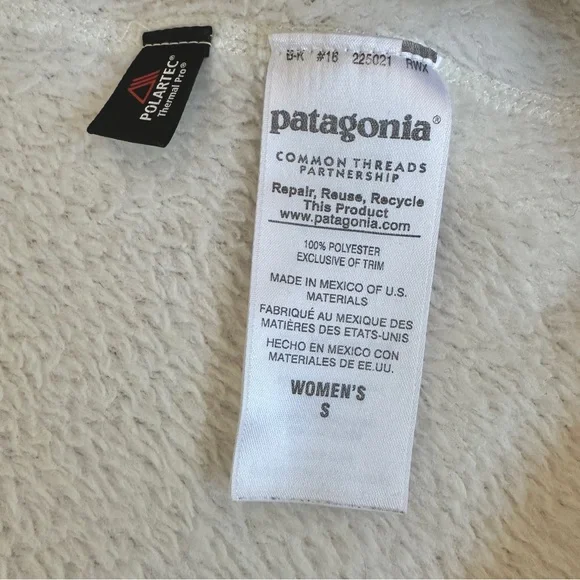 POLARTEC®
Thermal Pro®
B-R #16 225021 RWX
patagonia®
COMMON THREADS
PARTNERSHIP
Repair, Reuse, Recycle
This Product
www.patagonia.com
100% POLYESTER
EXCLUSIVE OF TRIM
MADE IN MEXICO OF U.S.
MATERIALS
FABRIQUÉ AU MEXIQUE DES
MATIÈRES DES ETATS-UNIS
HECHO EN MEXICO CON
MATERIALES DE EE.UU.
WOMEN'S
S